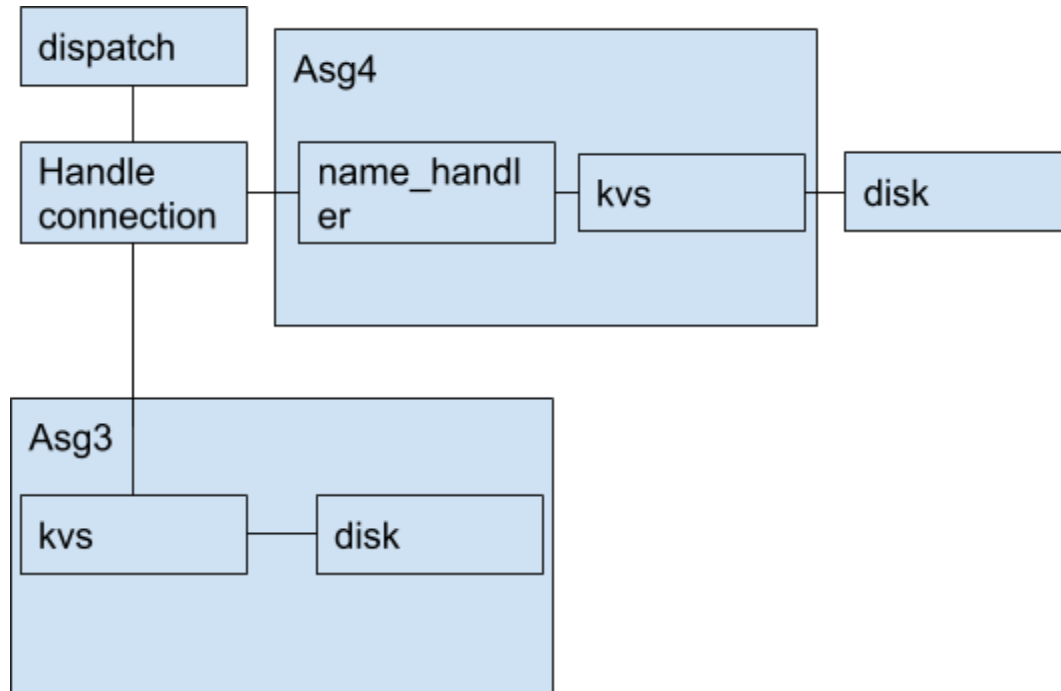 dispatch
Asg4
Handle
connection
name_handl
er
kvs
disk
Asg3
kvs
disk